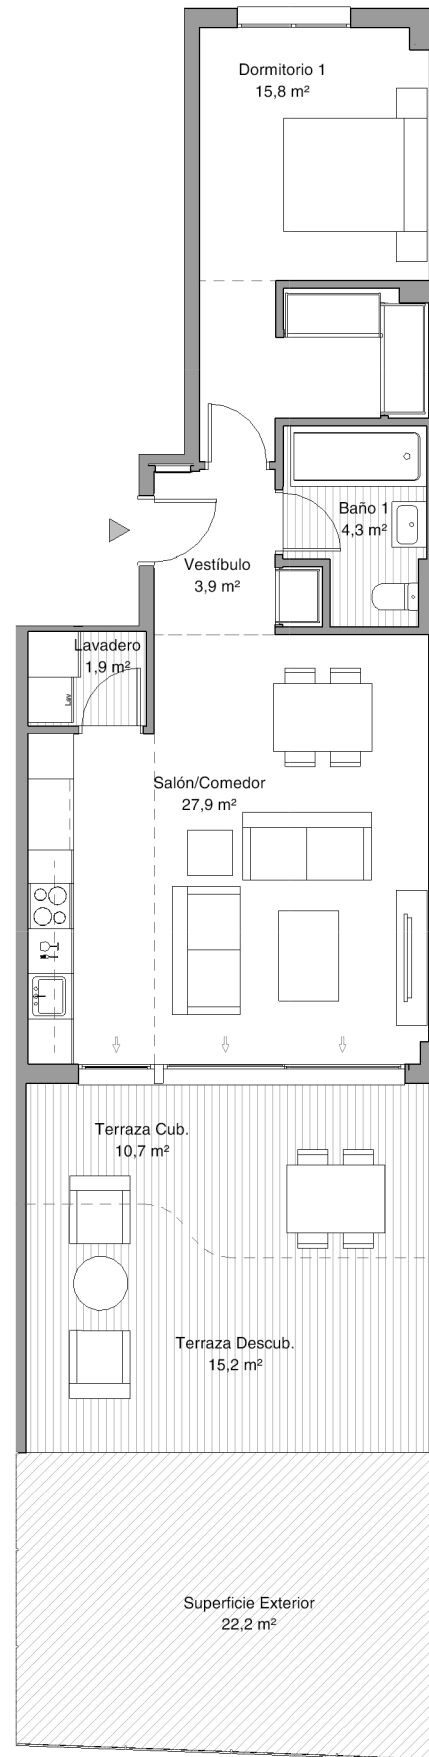 Dormitorio 1
15,8 m²
Baño 1
4,3 m²
Vestíbulo
3,9 m²
Lavadero
1,9 m²
Lav
Salón/Comedor
27,9 m²
Terraza Cub.
10,7 m²
Terraza Descub.
15,2 m²
Superficie Exterior
22,2 m²